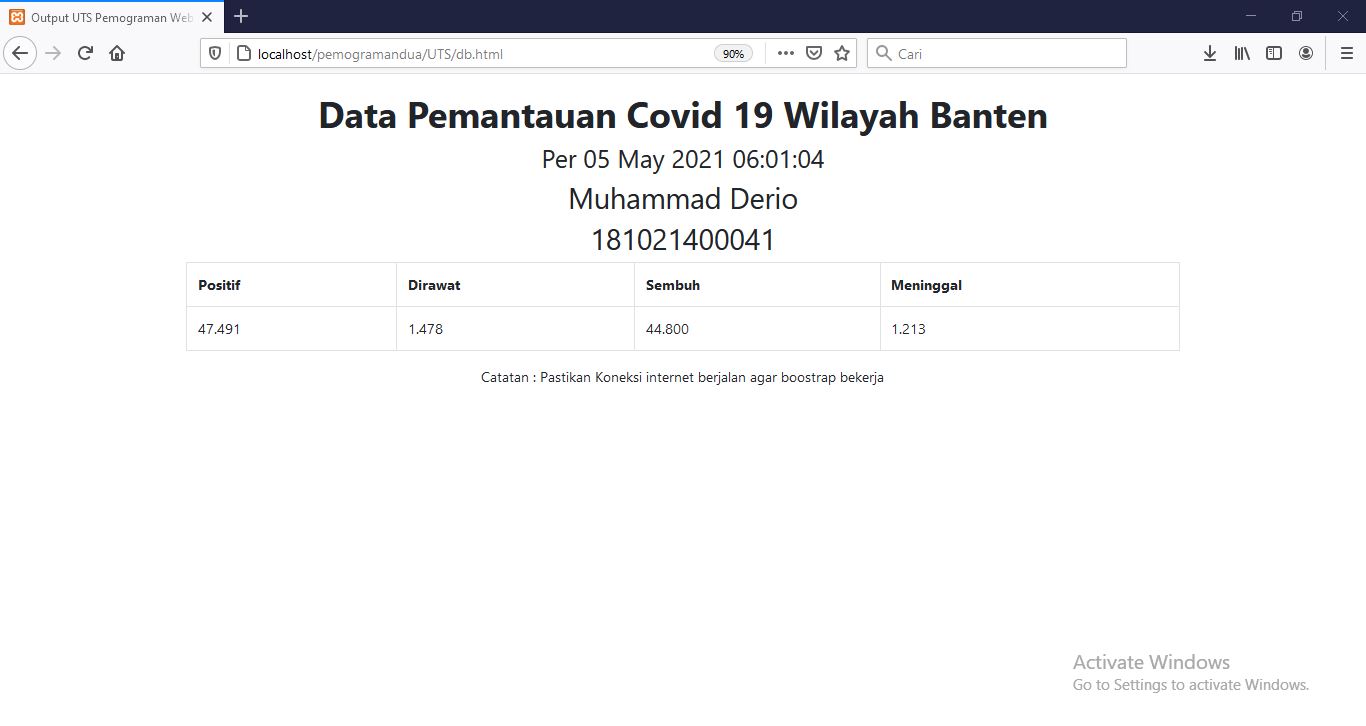 Output UTS Pemograman Web
localhost/pemogramandua/UTS/db.html
90%
Cari
Data Pemantauan Covid 19 Wilayah Banten
Per 05 May 2021 06:01:04
Muhammad Derio
181021400041
Positif Dirawat Sembuh Meninggal
47.491 1.478 44.800 1.213
Catatan : Pastikan Koneksi internet berjalan agar boostrap bekerja
Activate Windows
Go to Settings to activate Windows.